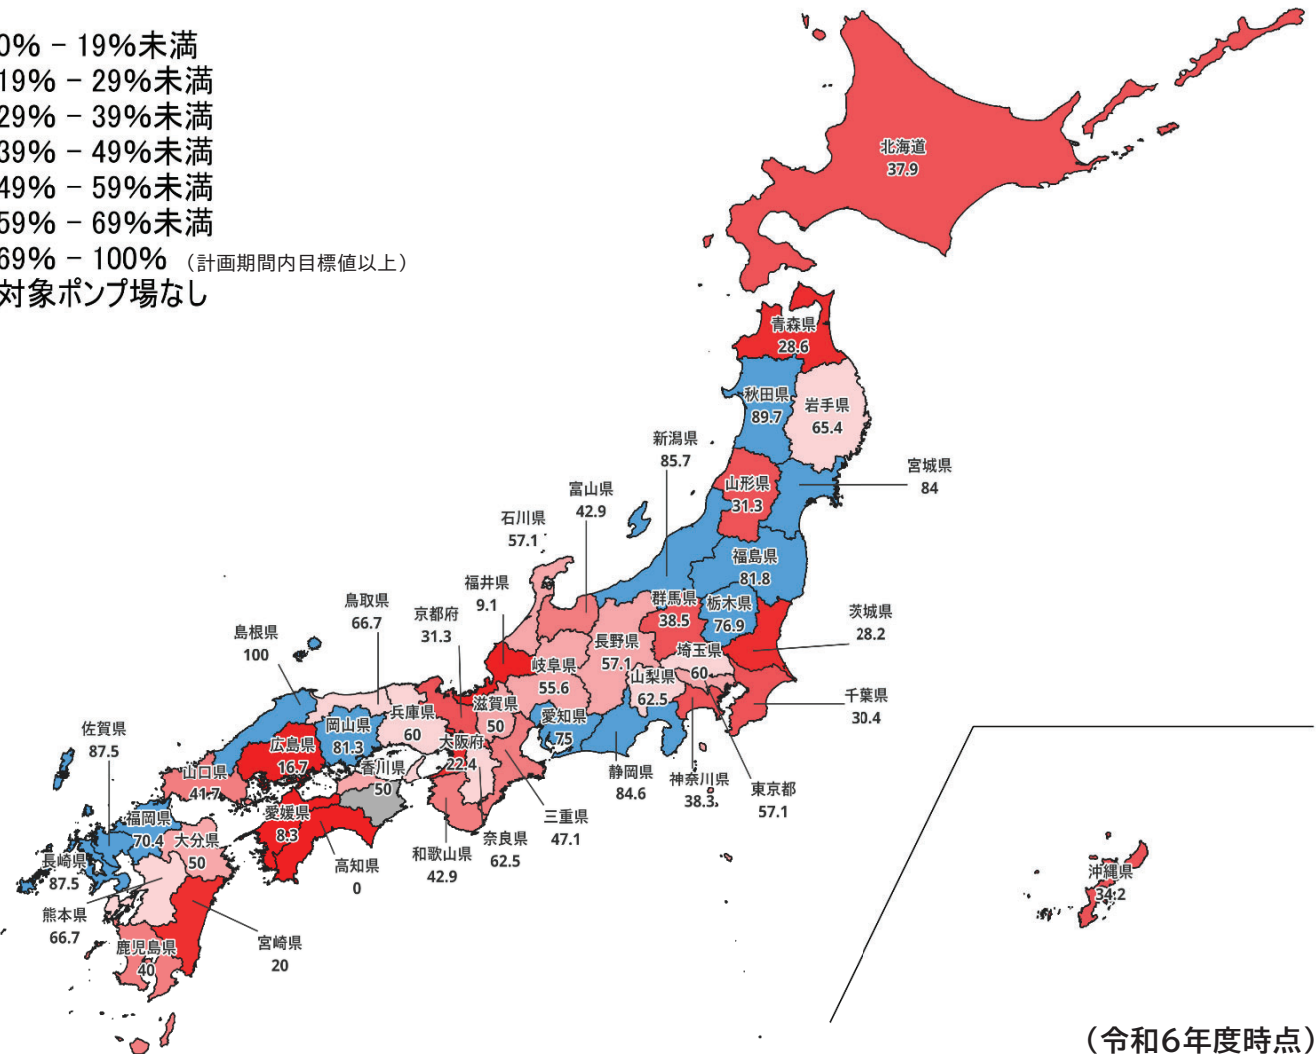 0% － 19%未満
19% － 29%未満
29% － 39%未満
39% － 49%未満
49% － 59%未満
59% － 69%未満
69% － 100% （計画期間内目標値以上）
対象ポンプ場なし
北海道
37.9
青森県
28.6
秋田県
89.7
岩手県
65.4
新潟県
85.7
宮城県
84
山形県
31.3
富山県
42.9
石川県
57.1
福島県
81.8
福井県
9.1
鳥取県
66.7
京都府
31.3
群馬県
38.5
栃木県
76.9
茨城県
28.2
島根県
100
長野県
57.1
埼玉県
60
岐阜県
55.6
山梨県
62.5
千葉県
30.4
滋賀県
50
兵庫県
60
愛知県
75
佐賀県
87.5
岡山県
81.3
広島県
16.7
大阪府
22.4
香川県
50
山口県
41.7
静岡県
84.6
神奈川県
38.3
東京都
57.1
三重県
47.1
福岡県
70.4
愛媛県
8.3
大分県
50
奈良県
62.5
和歌山県
42.9
高知県
0
長崎県
87.5
熊本県
66.7
宮崎県
20
鹿児島県
40
沖縄県
34.2
（令和6年度時点）